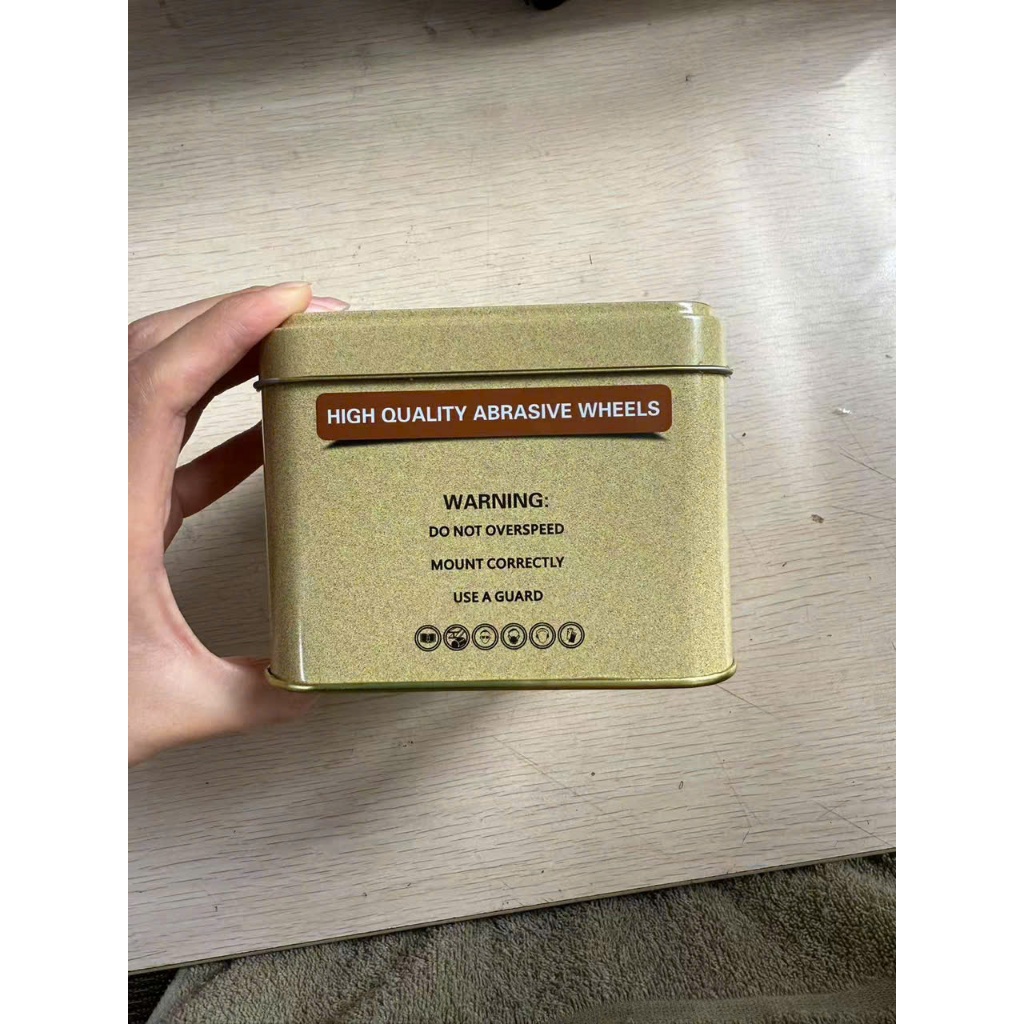 HIGH QUALITY ABRASIVE WHEELS
WARNING:
DO NOT OVERSPEED
MOUNT CORRECTLY
USE A GUARD